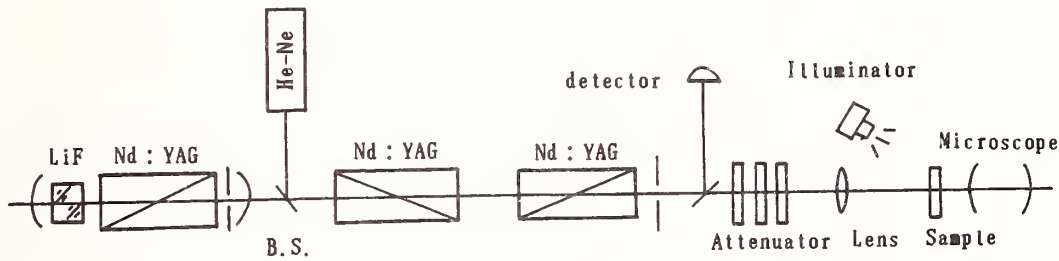 He-Ne
detector
Illuminator
LiF
Nd : YAG
Nd : YAG
Nd : YAG
Microscope
B.S.
Attenuator
Lens
Sample